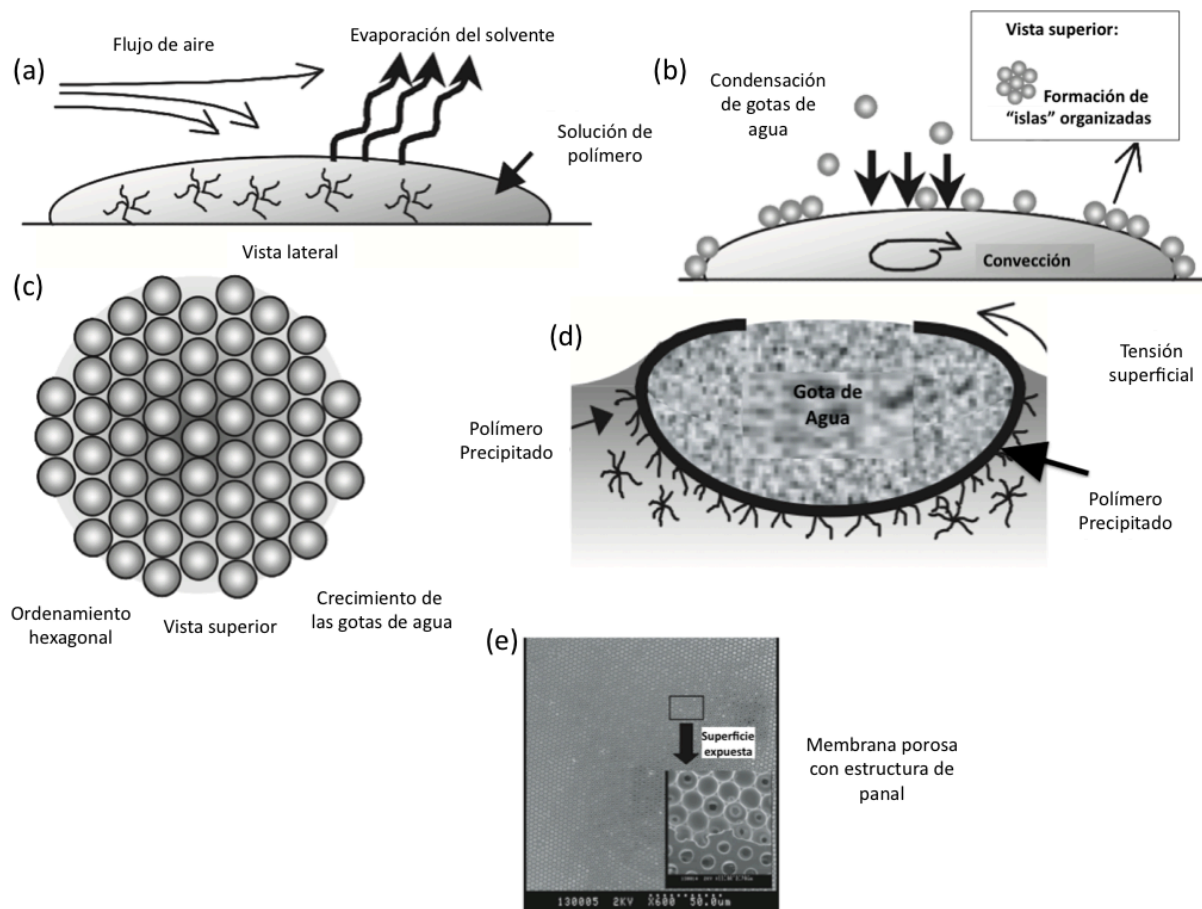 (a)
Flujo de aire
Evaporación del solvente
Solución de
polímero
Vista lateral
(b)
Condensación
de gotas de
agua
Vista superior:
Formación de
"islas" organizadas
Convección
(c)
Ordenamiento
hexagonal
Vista superior
Crecimiento de
las gotas de agua
(d)
Gota de
Agua
Tensión
superficial
Polímero
Precipitado
Polímero
Precipitado
(e)
Superficie
expuesta
130005 2KV X600 50.0um
Membrana porosa
con estructura de
panal